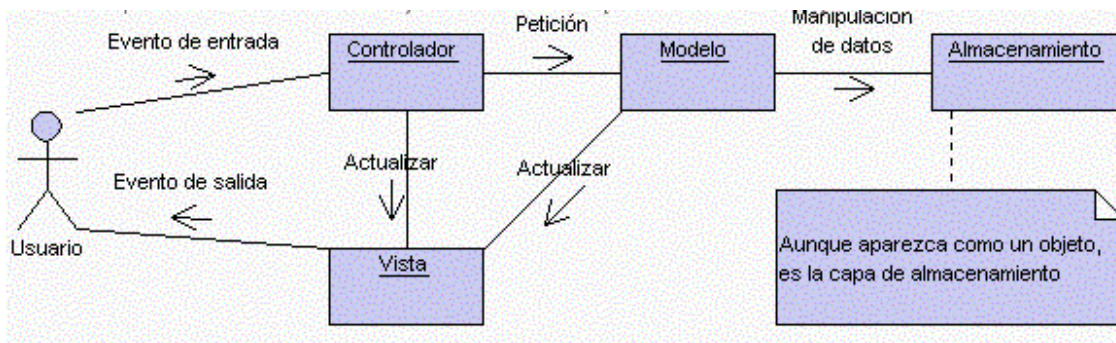 Petición
Manipulación
de datos
Evento de entrada
Controlador
Modelo
Almacenamiento
Actualizar
Actualizar
Evento de salida
Usuario
Vista
Aunque aparezca como un objeto,
es la capa de almacenamiento